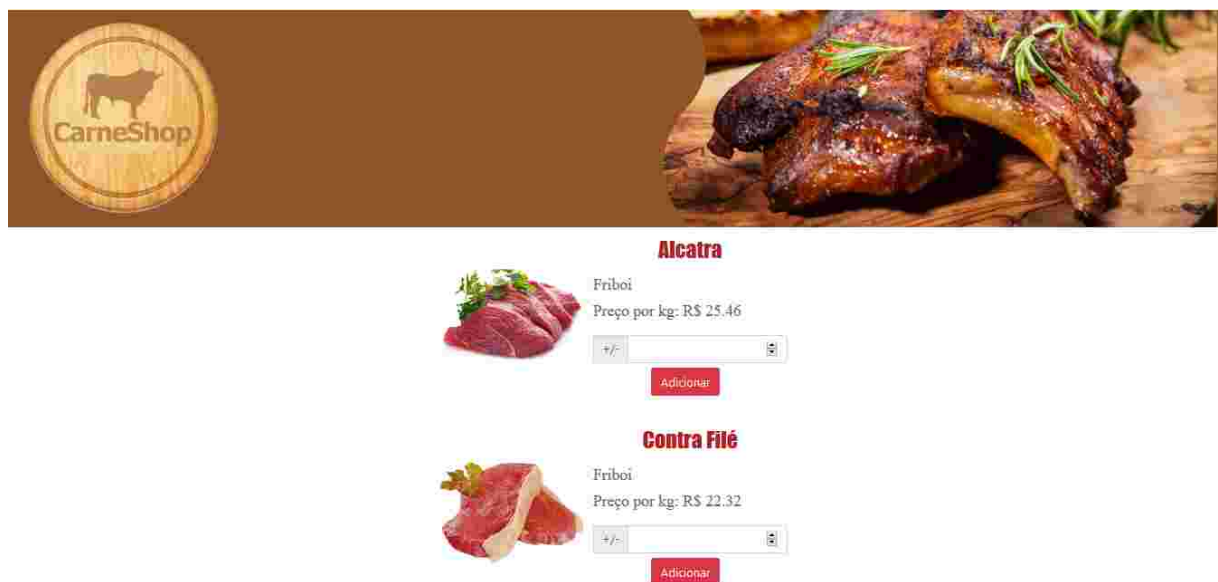 CarneShop
Alcatra
Friboi
Preço por kg: R$ 25.46
+/-
Adicionar
Contra Filé
Friboi
Preço por kg: R$ 22.32
+/-
Adicionar